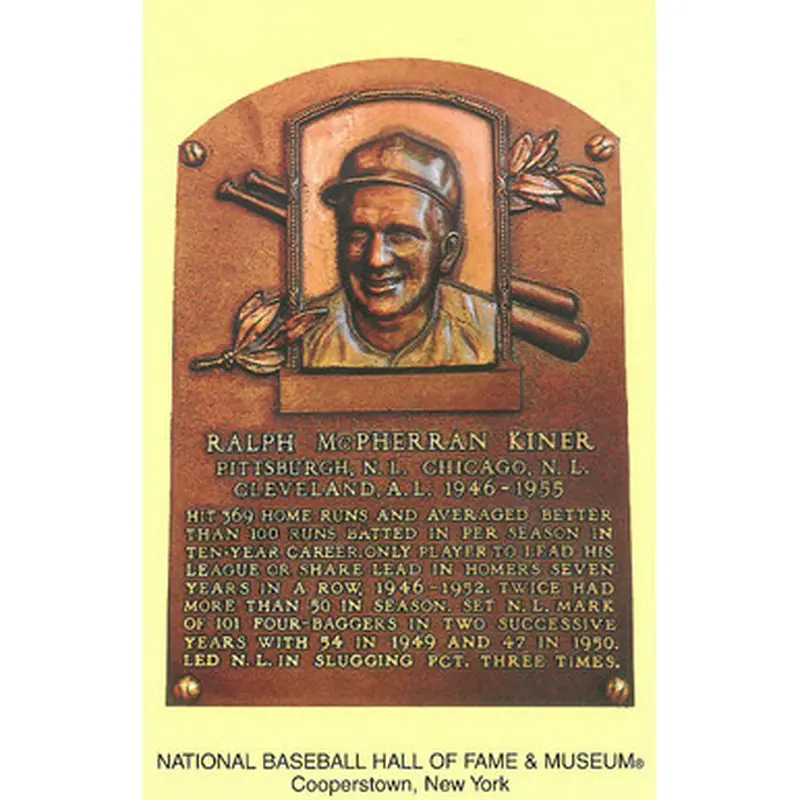 RALPH McPHERRAN KINER
PITTSBURGH, N. L. CHICAGO, N. L.
CLEVELAND, A. L. 1946-1955
HIT 369 HOME RUNS AND AVERAGED BETTER
THAN 100 RUNS BATTED IN PER SEASON IN
TEN-YEAR CAREER. ONLY PLAYER TO LEAD HIS
LEAGUE OR SHARE LEAD IN HOMERS SEVEN
YEARS IN A ROW, 1946-1952. TWICE HAD
MORE THAN 50 IN SEASON. SET N. L. MARK
OF 101 FOUR-BAGGERS IN TWO SUCCESSIVE
YEARS WITH 54 IN 1949 AND 47 IN 1950.
LED N. L. IN SLUGGING PCT. THREE TIMES.
NATIONAL BASEBALL HALL OF FAME & MUSEUM®
Cooperstown, New York